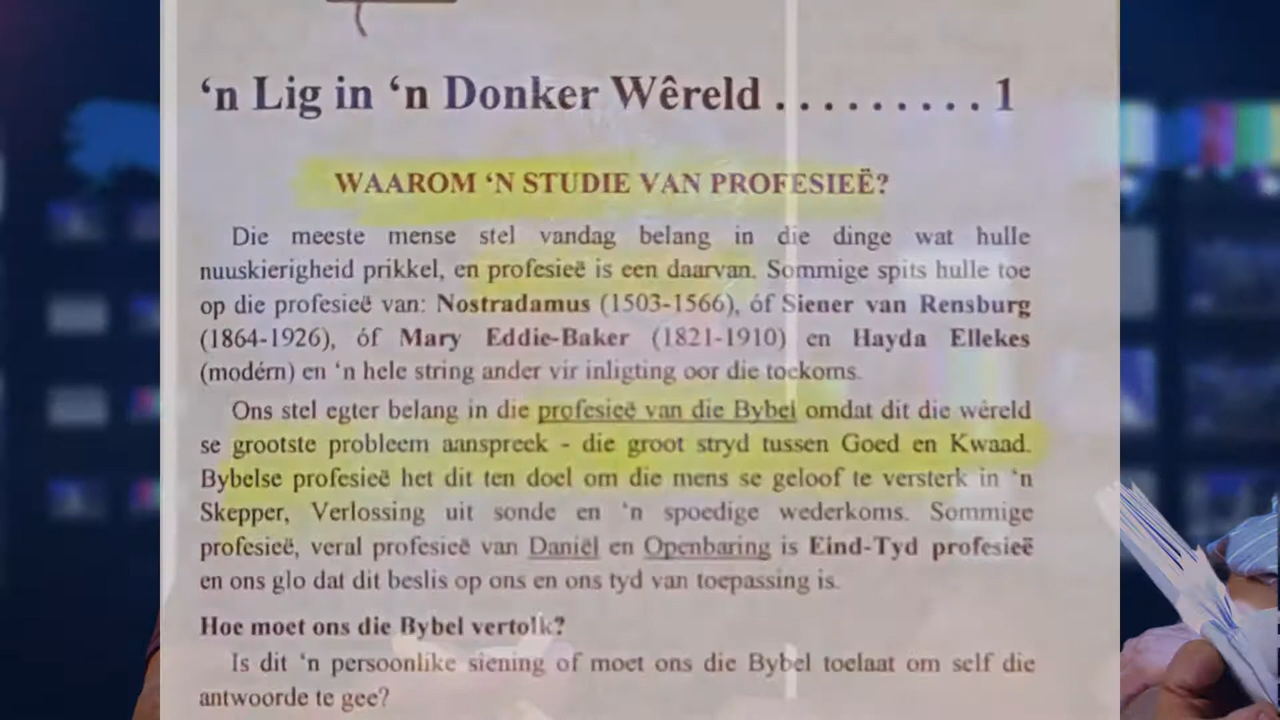 ‘n Lig in ‘n Donker Wêreld . . . . . . . . . 1
WAAROM ‘N STUDIE VAN PROFESIEË?
Die meeste mense stel vandag belang in die dinge wat hulle
nuuskierigheid prikkel, en profesieë is een daarvan. Sommige spits hulle toe
op die profesieë van: Nostradamus (1503-1566), óf Siener van Rensburg
(1864-1926), óf Mary Eddie-Baker (1821-1910) en Hayda Ellekes
(modérn) en ‘n hele string ander vir inligting oor die toekoms.
Ons stel egter belang in die profesieë van die Bybel omdat dit die wêreld
se grootste probleem aanspreek - die groot stryd tussen Goed en Kwaad.
Bybelse profesieë het dit ten doel om die mens se geloof te versterk in ‘n
Skepper, Verlossing uit sonde en ‘n spoedige wederkoms. Sommige
profesieë, veral profesieë van Daniël en Openbaring is Eind-Tyd profesieë
en ons glo dat dit beslis op ons en ons tyd van toepassing is.
Hoe moet ons die Bybel vertolk?
Is dit ‘n persoonlike siening of moet ons die Bybel toelaat om self die
antwoorde te gee?